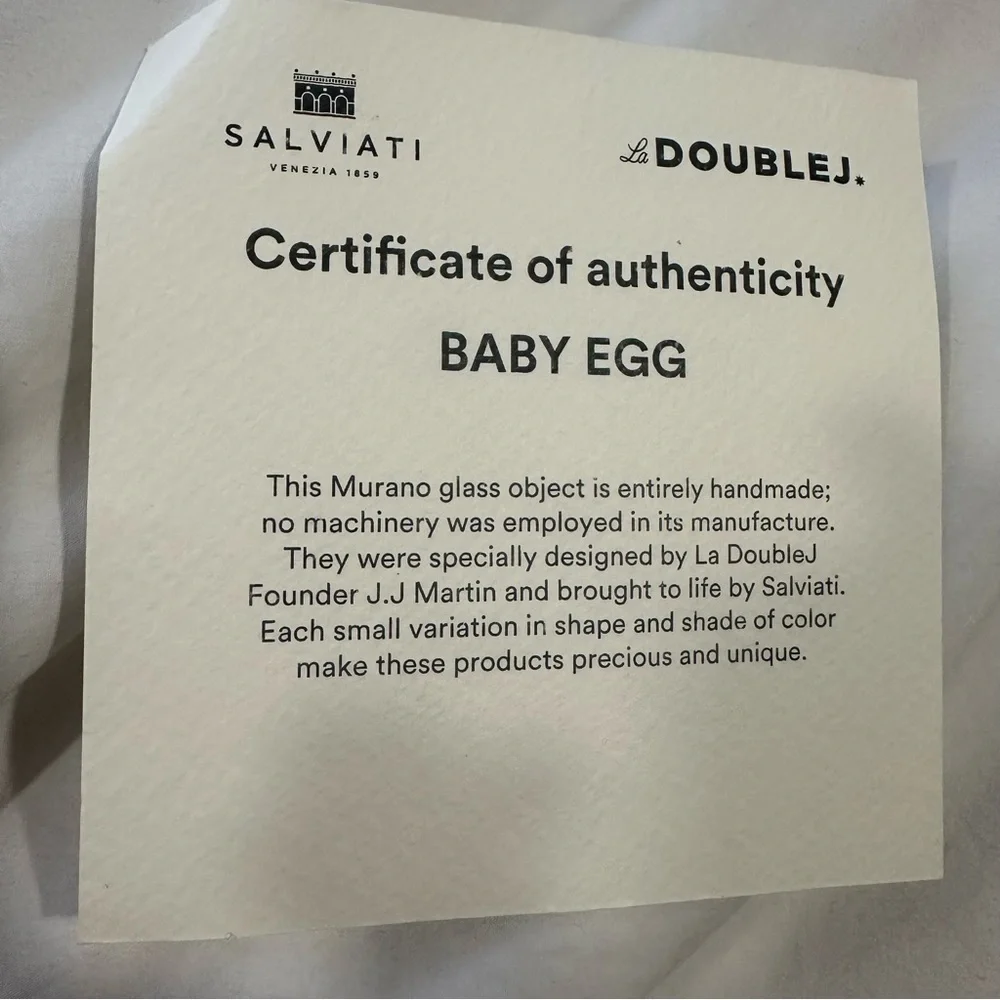 SALVIATI
VENEZIA 1859
La DOUBLEJ.
Certificate of authenticity
BABY EGG
This Murano glass object is entirely handmade;
no machinery was employed in its manufacture.
They were specially designed by La DoubleJ
Founder J.J Martin and brought to life by Salviati.
Each small variation in shape and shade of color
make these products precious and unique.